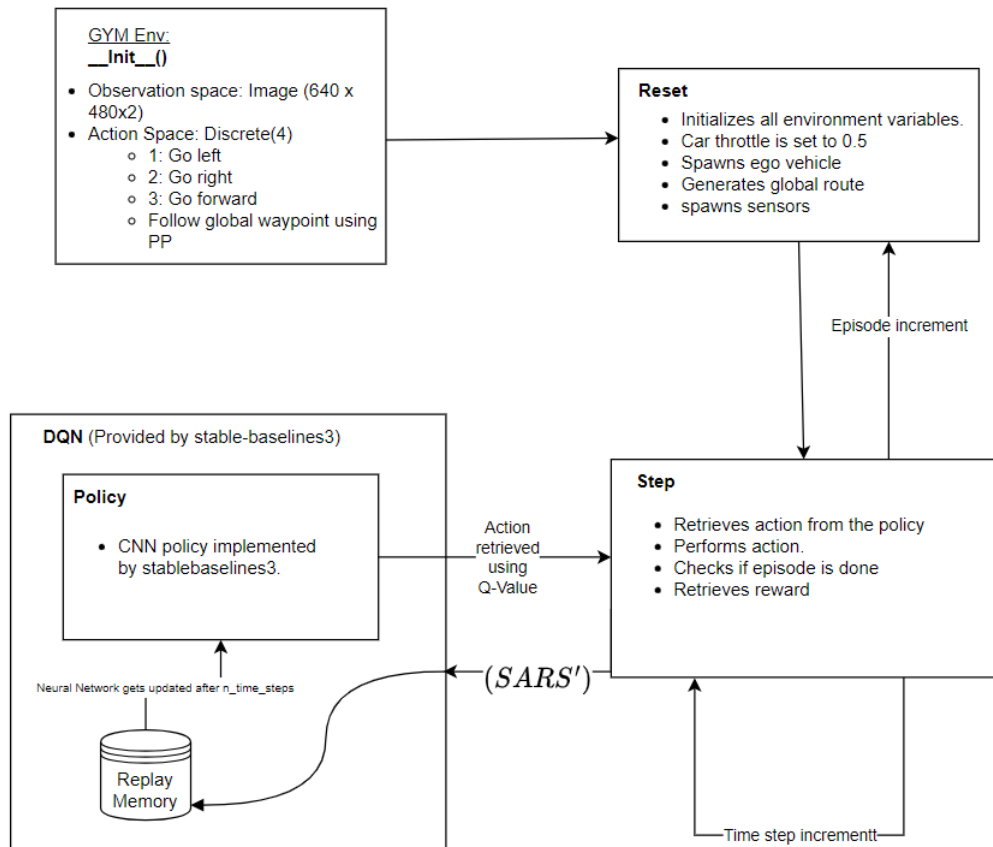 GYM Env:
__Init__()
• Observation space: Image (640 x
480x2)
• Action Space: Discrete(4)
○ 1: Go left
○ 2: Go right
○ 3: Go forward
○ Follow global waypoint using
PP
Reset
• Initializes all environment variables.
• Car throttle is set to 0.5
• Spawns ego vehicle
• Generates global route
• spawns sensors
Episode increment
DQN (Provided by stable-baselines3)
Policy
• CNN policy implemented
by stablebaselines3.
Action
retrieved
using
Q-Value
Step
• Retrieves action from the policy
• Performs action.
• Checks if episode is done
• Retrieves reward
(SARS')
Neural Network gets updated after n_time_steps
Replay
Memory
Time step incrementt